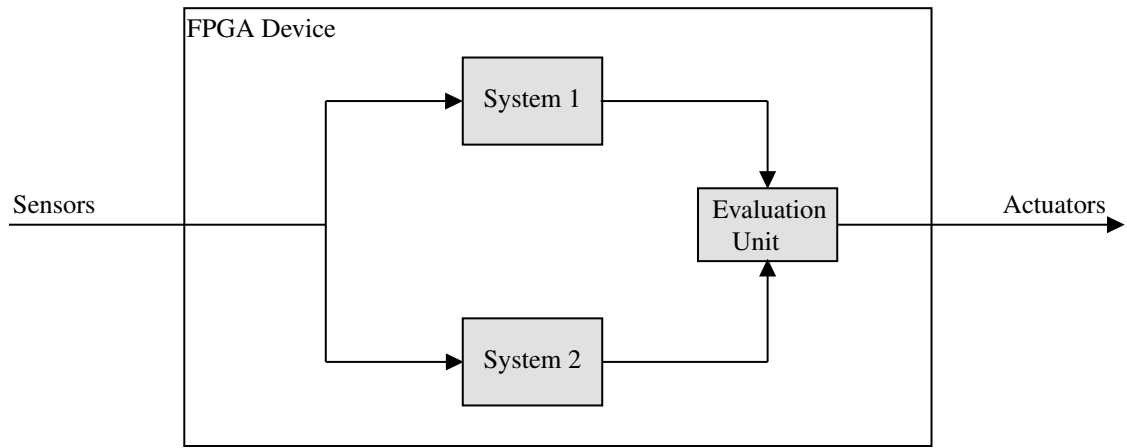 FPGA Device
System 1
Sensors
Evaluation
Unit
Actuators
System 2